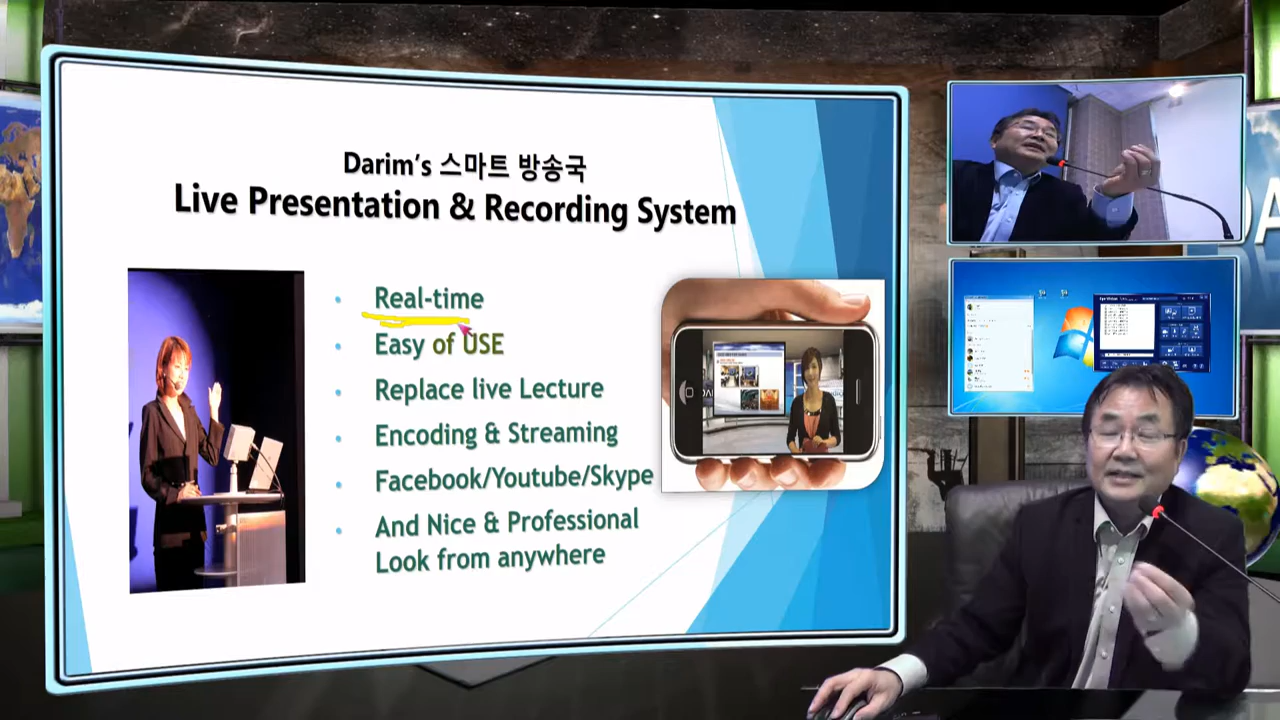 Darim's 스마트 방송국
Live Presentation & Recording System
Real-time
Easy of USE
Replace live Lecture
Encoding & Streaming
Facebook/Youtube/Skype
And Nice & Professional
Look from anywhere
DA